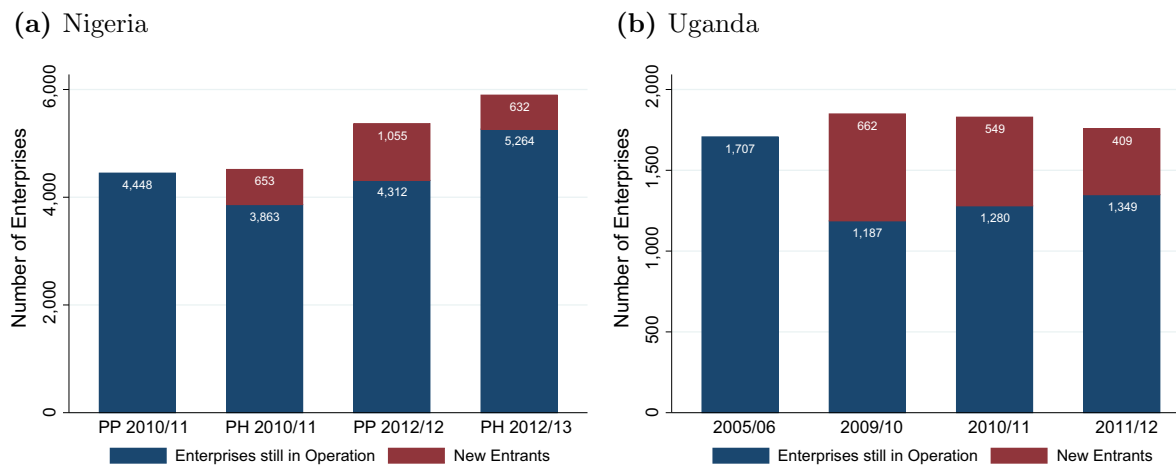 (a) Nigeria
Number of Enterprises
6,000
4,000
2,000
0
4,448
653
3,863
1,055
4,312
632
5,264
PP 2010/11
PH 2010/11
PP 2012/12
PH 2012/13
Enterprises still in Operation
New Entrants
(b) Uganda
Number of Enterprises
2,000
1,500
1,000
500
0
1,707
662
1,187
549
1,280
409
1,349
2005/06
2009/10
2010/11
2011/12
Enterprises still in Operation
New Entrants